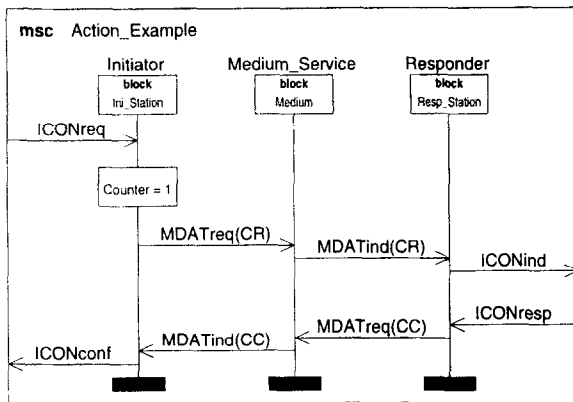 msc Action_Example
Initiator Medium_Service Responder
block block block
Ini_Station Medium Resp_Station
ICONreq
Counter = 1
MDATreq(CR)
MDATind(CR)
ICONind
ICONresp
MDATreq(CC)
MDATind(CC)
ICONconf